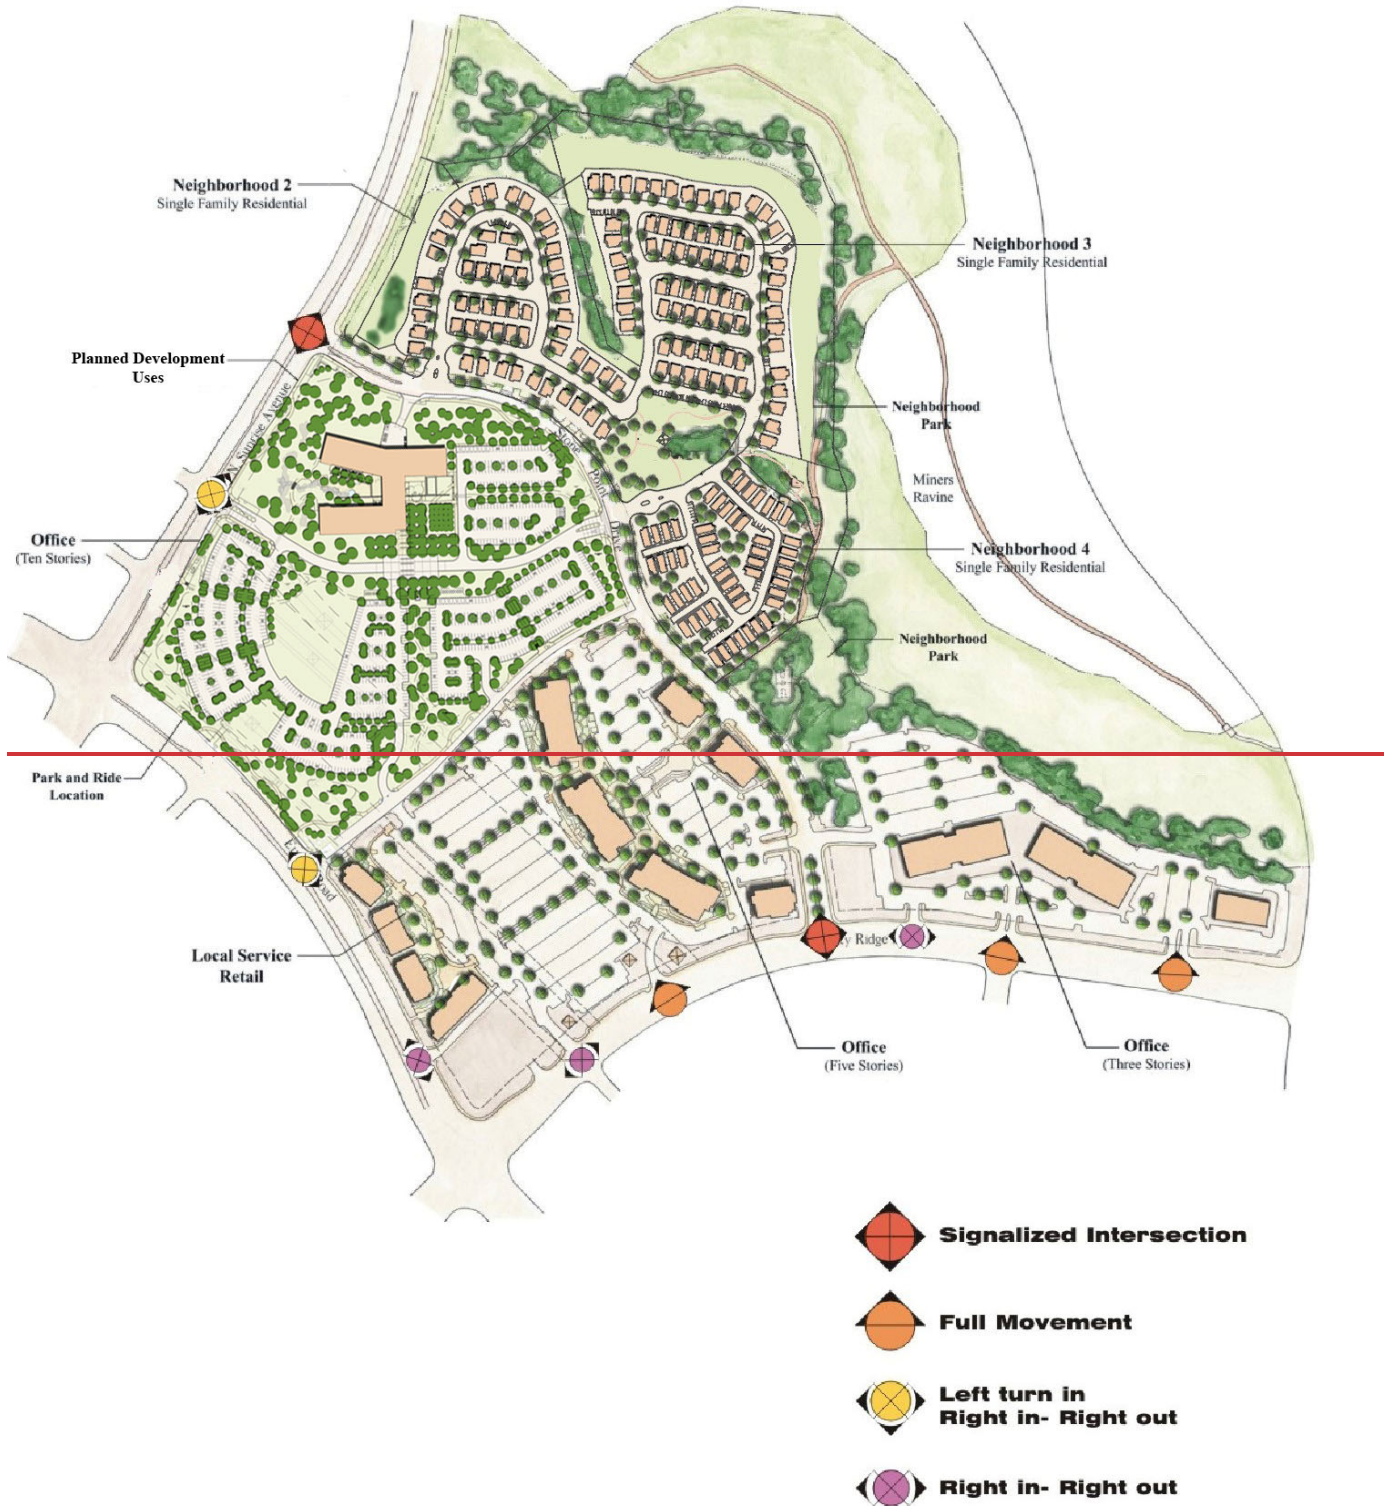 Neighborhood 2
Single Family Residential
Neighborhood 3
Single Family Residential
Planned Development
Uses
N. Sunrise Avenue
Stone Point Drive
Neighborhood
Park
Miners
Ravine
Office
(Ten Stories)
Neighborhood 4
Single Family Residential
Neighborhood
Park
Park and Ride
Location
Local Service
Retail
Ridge
Office
(Five Stories)
Office
(Three Stories)
Signalized Intersection
Full Movement
Left turn in
Right in- Right out
Right in- Right out